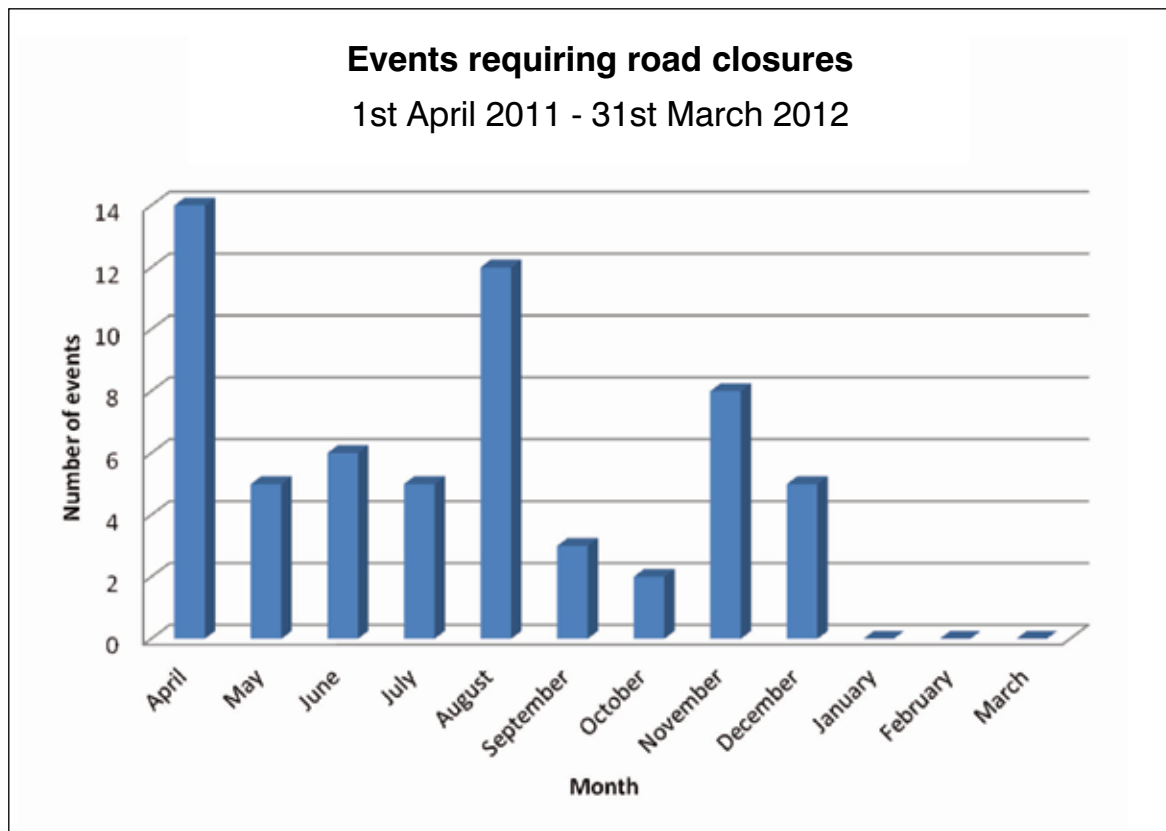 Events requiring road closures
1st April 2011 - 31st March 2012
Number of events
14
12
10
8
6
4
2
0
April
May
June
July
August
September
October
November
December
January
February
March
Month